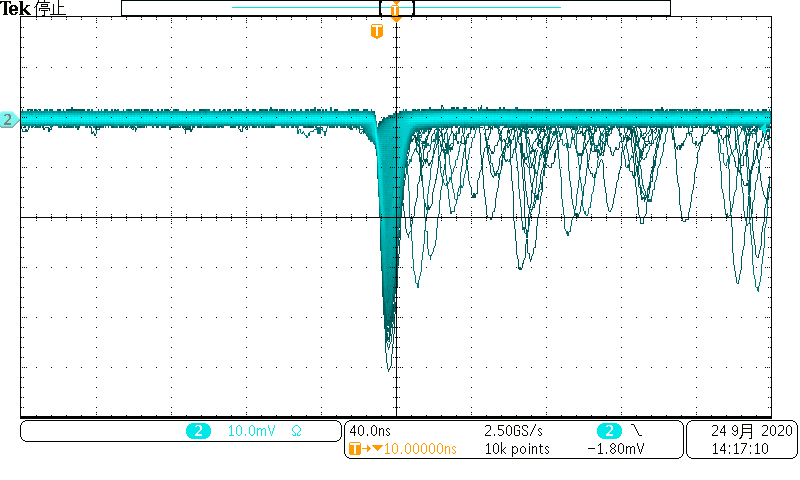 Tek 停止
T
T
2
2 10.0mV Ω
40.0ns 2.50GS/s 2
T→▼10.00000ns 10k points −1.80mV
24 9月 2020
14:17:10